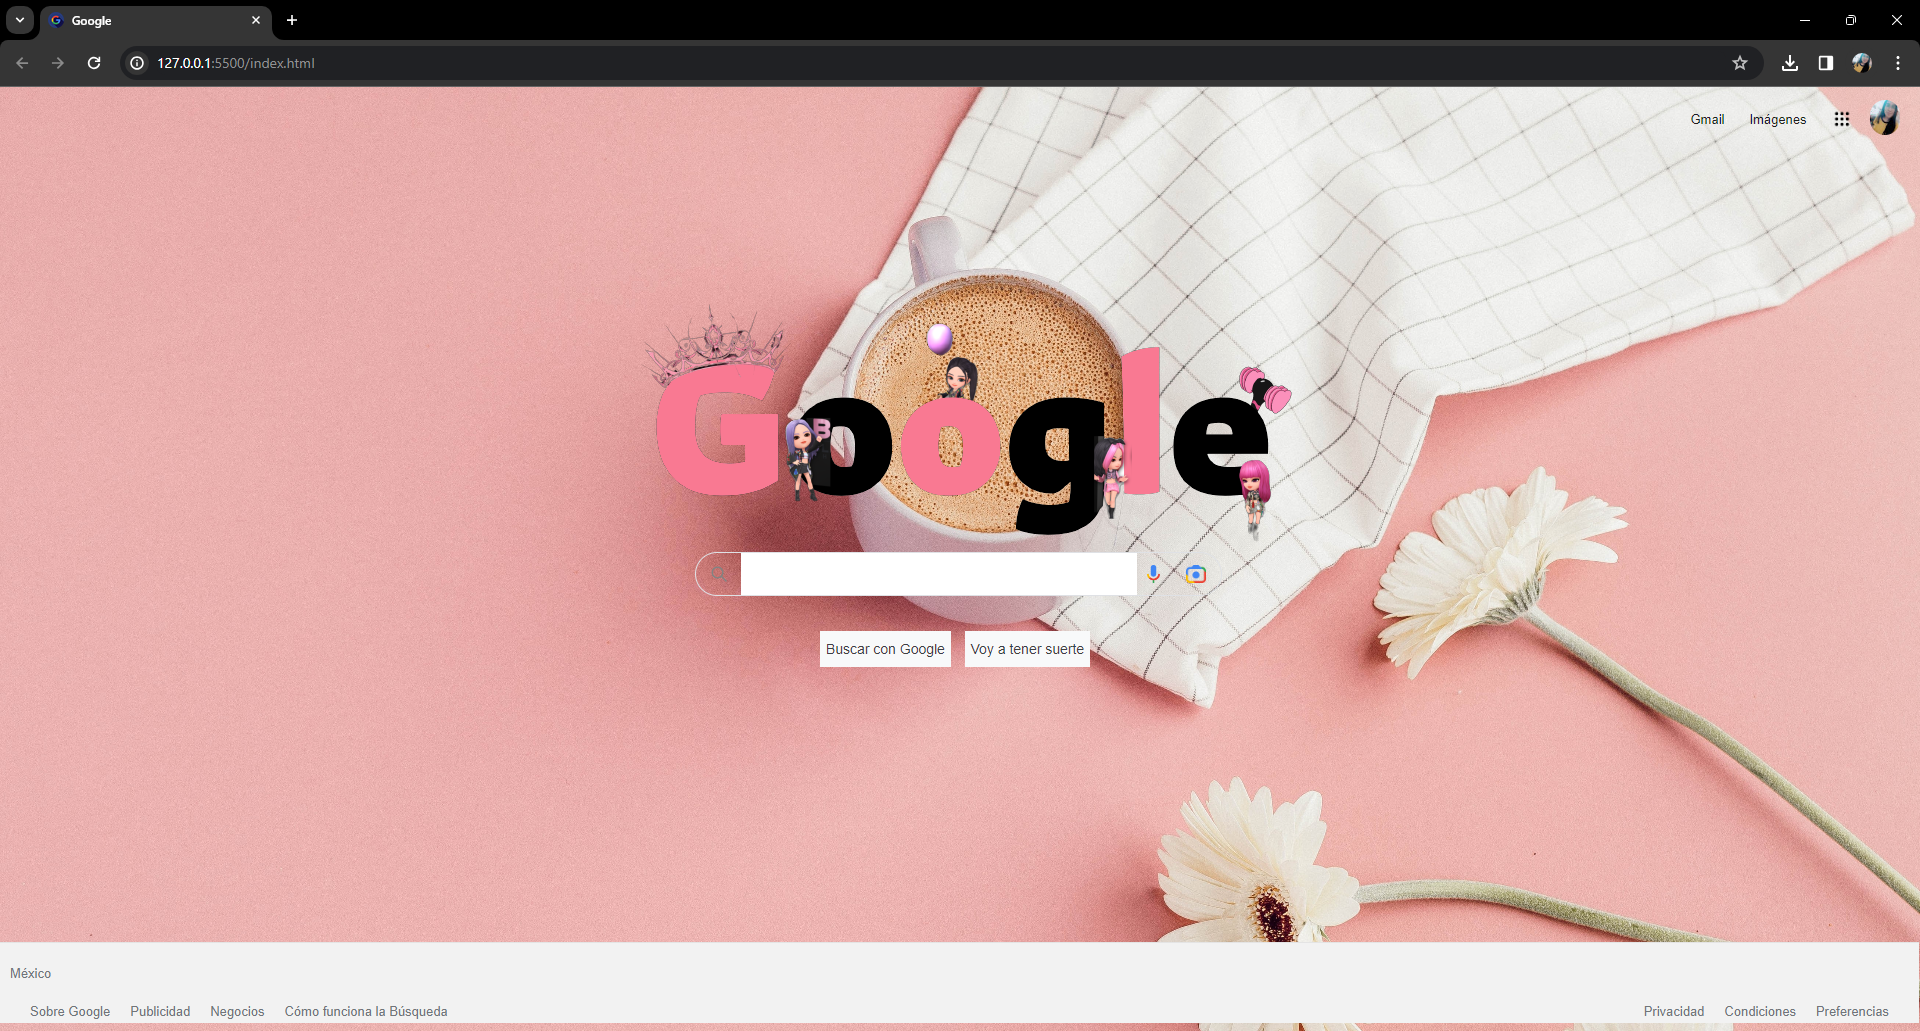 Google
127.0.0.1:5500/index.html
Gmail Imágenes
Google
B
Buscar con Google Voy a tener suerte
México
Sobre Google Publicidad Negocios Cómo funciona la Búsqueda Privacidad Condiciones Preferencias